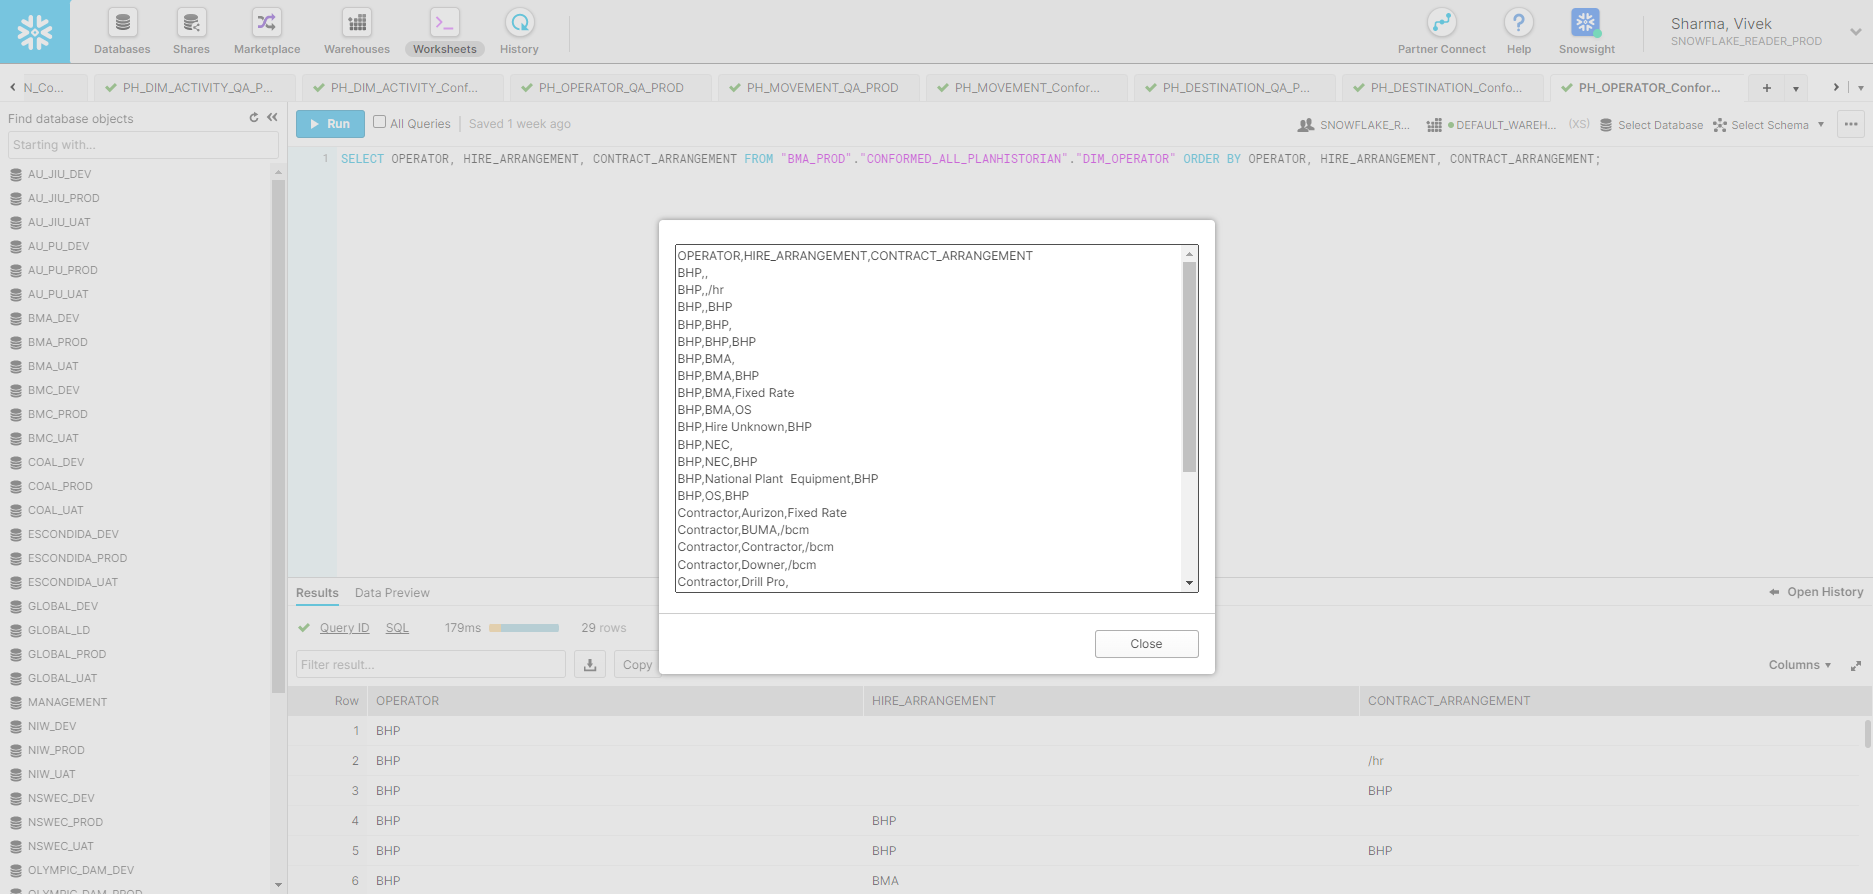 Databases
Shares
Marketplace
Warehouses
Worksheets
History
Partner Connect
Help
Snowsight
Sharma, Vivek
SNOWFLAKE_READER_PROD
N_Co...
PH_DIM_ACTIVITY_QA_P...
PH_DIM_ACTIVITY_Conf...
PH_OPERATOR_QA_PROD
PH_MOVEMENT_QA_PROD
PH_MOVEMENT_Confor...
PH_DESTINATION_QA_P...
PH_DESTINATION_Confo...
PH_OPERATOR_Confor...
Find database objects
Starting with...
AU_JIU_DEV
AU_JIU_PROD
AU_JIU_UAT
AU_PU_DEV
AU_PU_PROD
AU_PU_UAT
BMA_DEV
BMA_PROD
BMA_UAT
BMC_DEV
BMC_PROD
BMC_UAT
COAL_DEV
COAL_PROD
COAL_UAT
ESCONDIDA_DEV
ESCONDIDA_PROD
ESCONDIDA_UAT
GLOBAL_DEV
GLOBAL_LD
GLOBAL_PROD
GLOBAL_UAT
MANAGEMENT
NIW_DEV
NIW_PROD
NIW_UAT
NSWEC_DEV
NSWEC_PROD
NSWEC_UAT
OLYMPIC_DAM_DEV
OLYMPIC_DAM_PROD
Run
All Queries
Saved 1 week ago
SNOWFLAKE_R...
DEFAULT_WAREH...
(XS)
Select Database
Select Schema
1 SELECT OPERATOR, HIRE_ARRANGEMENT, CONTRACT_ARRANGEMENT FROM "BMA_PROD"."CONFORMED_ALL_PLANHISTORIAN"."DIM_OPERATOR" ORDER BY OPERATOR, HIRE_ARRANGEMENT, CONTRACT_ARRANGEMENT;
OPERATOR,HIRE_ARRANGEMENT,CONTRACT_ARRANGEMENT
BHP,,
BHP,,/hr
BHP,,BHP
BHP,BHP,
BHP,BHP,BHP
BHP,BMA,
BHP,BMA,BHP
BHP,BMA,Fixed Rate
BHP,BMA,OS
BHP,Hire Unknown,BHP
BHP,NEC,
BHP,NEC,BHP
BHP,National Plant  Equipment,BHP
BHP,OS,BHP
Contractor,Aurizon,Fixed Rate
Contractor,BUMA,/bcm
Contractor,Contractor,/bcm
Contractor,Downer,/bcm
Contractor,Drill Pro,
Close
Results
Data Preview
Open History
Query ID
SQL
179ms
29 rows
Filter result...
Copy
Columns
Row OPERATOR HIRE_ARRANGEMENT CONTRACT_ARRANGEMENT
1 BHP
2 BHP /hr
3 BHP BHP
4 BHP BHP
5 BHP BHP BHP
6 BHP BMA